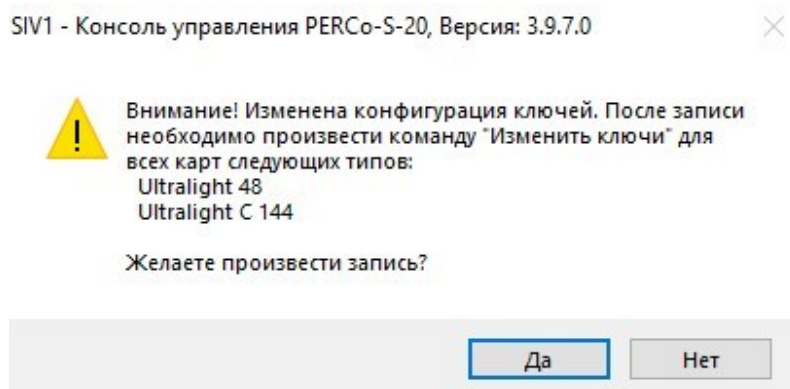 SIV1 - Консоль управления PERCo-S-20, Версия: 3.9.7.0
Внимание! Изменена конфигурация ключей. После записи
необходимо произвести команду "Изменить ключи" для
всех карт следующих типов:
Ultralight 48
Ultralight C 144
Желаете произвести запись?
Да
Нет